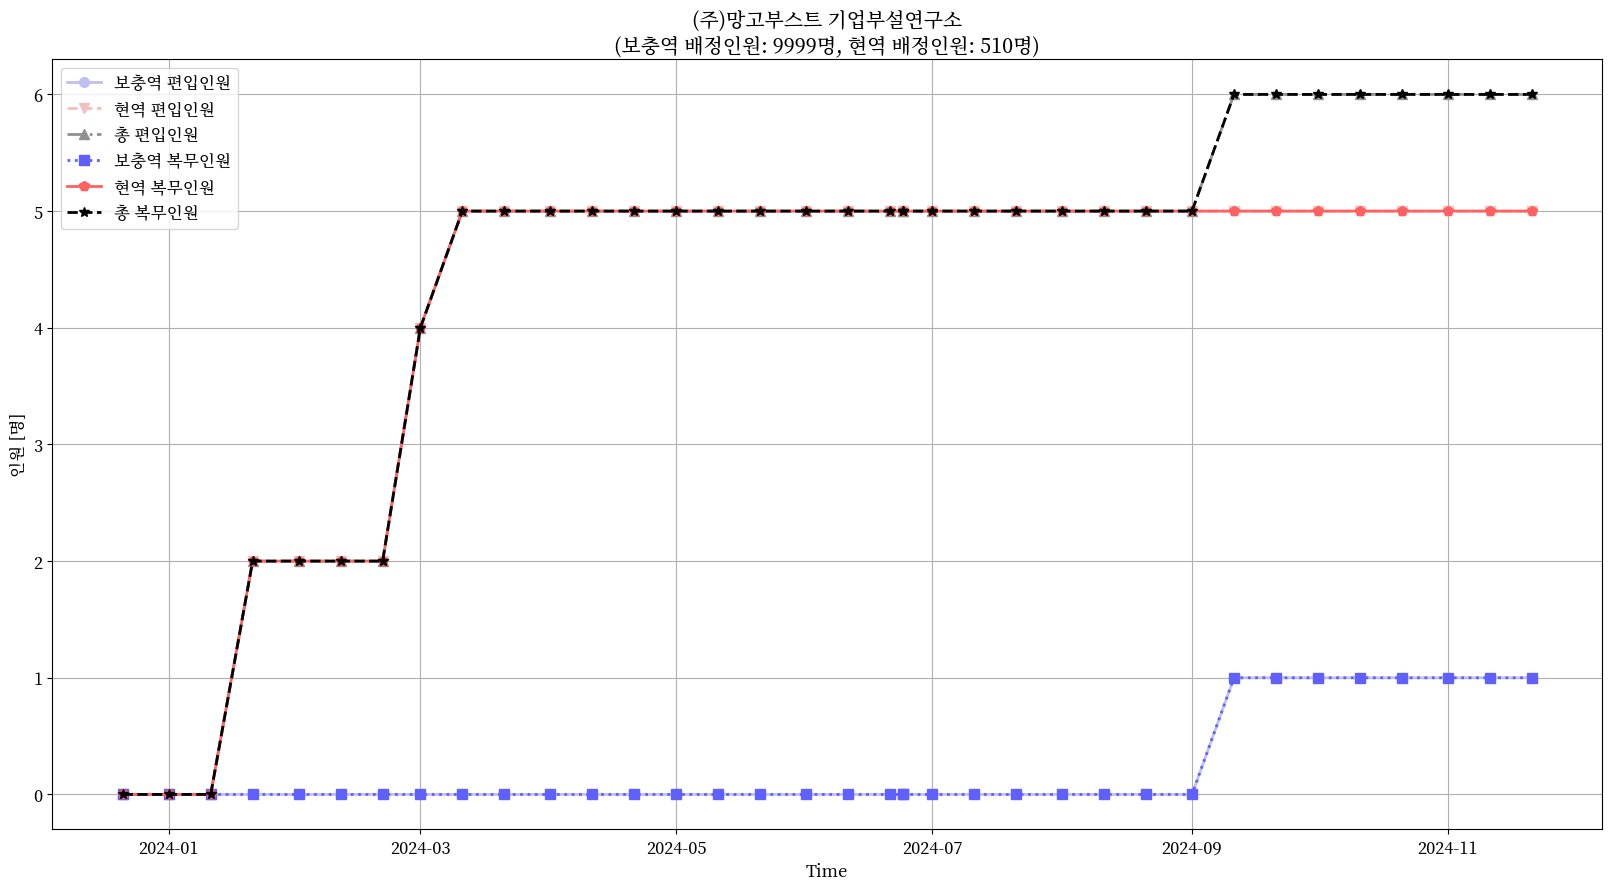 (주)망고부스트 기업부설연구소
(보충역 배정인원: 9999명, 현역 배정인원: 510명)
보충역 편입인원
현역 편입인원
총 편입인원
보충역 복무인원
현역 복무인원
총 복무인원
인원 [명]
6
5
4
3
2
1
0
2024-01
2024-03
2024-05
2024-07
2024-09
2024-11
Time